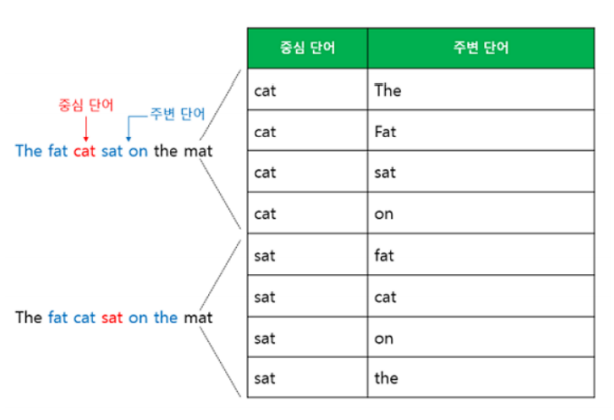 중심 단어 주변 단어
The fat cat sat on the mat
The fat cat sat on the mat
중심 단어 주변 단어
cat The
cat Fat
cat sat
cat on
sat fat
sat cat
sat on
sat the